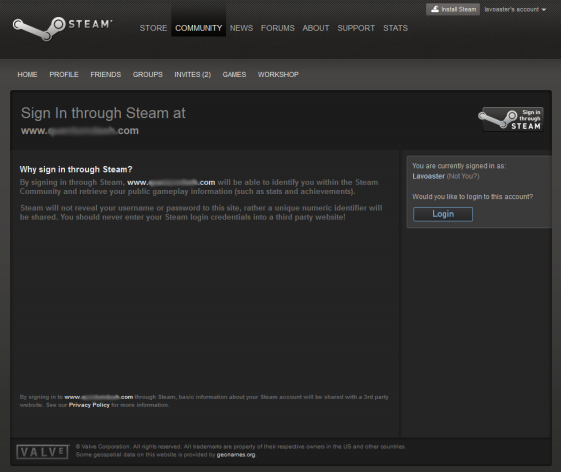 STEAM™
Install Steam
lavoaster's account
STORE COMMUNITY NEWS FORUMS ABOUT SUPPORT STATS
HOME PROFILE FRIENDS GROUPS INVITES (2) GAMES WORKSHOP
Sign In through Steam at
www. .com
Sign in
through
STEAM
Why sign in through Steam?
By signing in through Steam, www. .com will be able to identify you within the Steam
Community and retrieve your public gameplay information (such as stats and achievements).
Steam will not reveal your username or password to this site, rather a unique numeric identifier will
be shared. You should never enter your Steam login credentials into a third party website!
You are currently signed in as:
Lavoaster (Not You?)
Would you like to login to this account?
Login
By signing in to www. .com through Steam, basic information about your Steam account will be shared with a 3rd party
website. See our Privacy Policy for more information.
VALVE
© Valve Corporation. All rights reserved. All trademarks are property of their respective owners in the US and other countries.
Some geospatial data on this website is provided by geonames.org